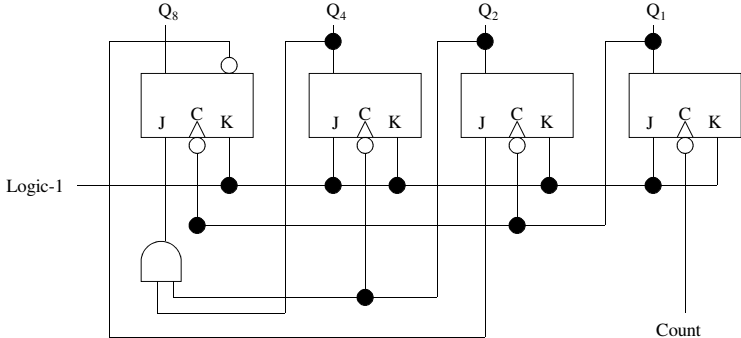 Q8 Q4 Q2 Q1
J C K J C K J C K J C K
Logic-1
Count